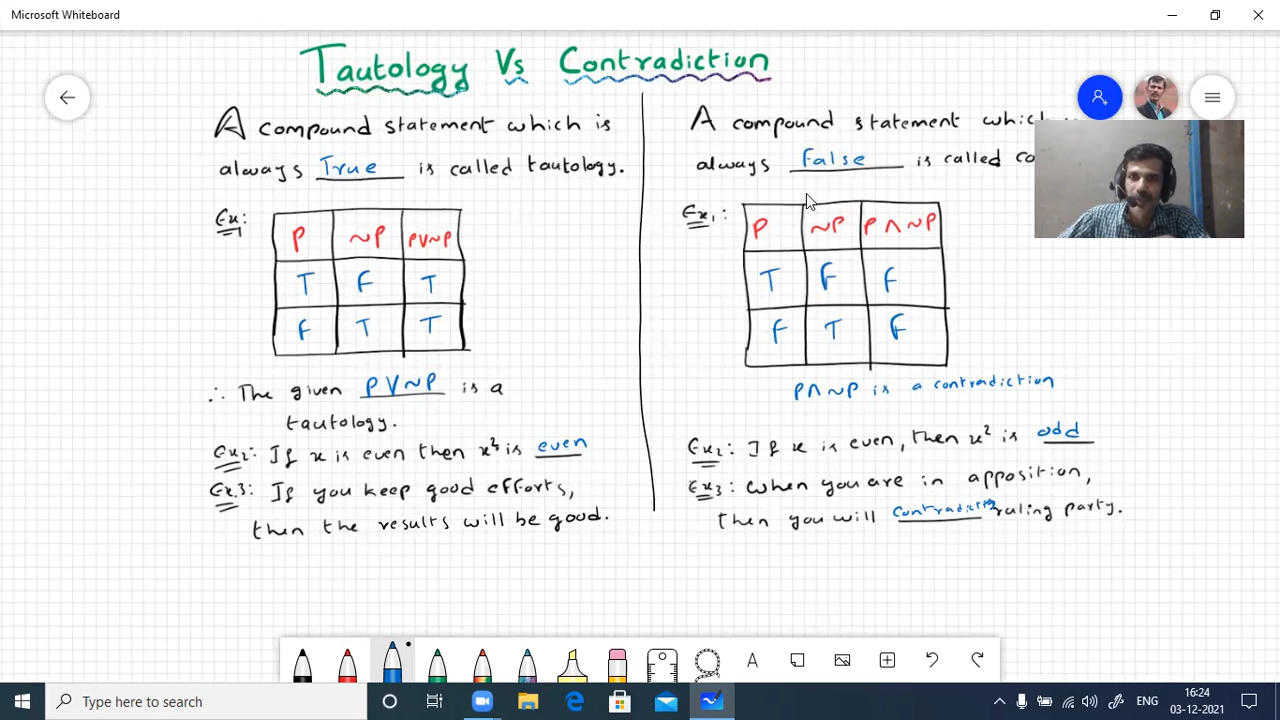 Microsoft Whiteboard
Tautology Vs Contradiction
A compound statement which is
always True is called tautology.
Ex1:
P ~P P∨~P
T F T
F T T
∴ The given P∨~P is a
tautology.
Ex2: If x is even then x² is even
Ex.3: If you keep good efforts,
then the results will be good.
A compound statement which
always False is called co
Ex1:
P ~P P∧~P
T F F
F T F
P∧~P is a contradiction
Ex2: If x is even, then x² is odd
Ex3: When you are in apposition,
then you will ruling party.
A
Type here to search
ENG
16:24
03-12-2021